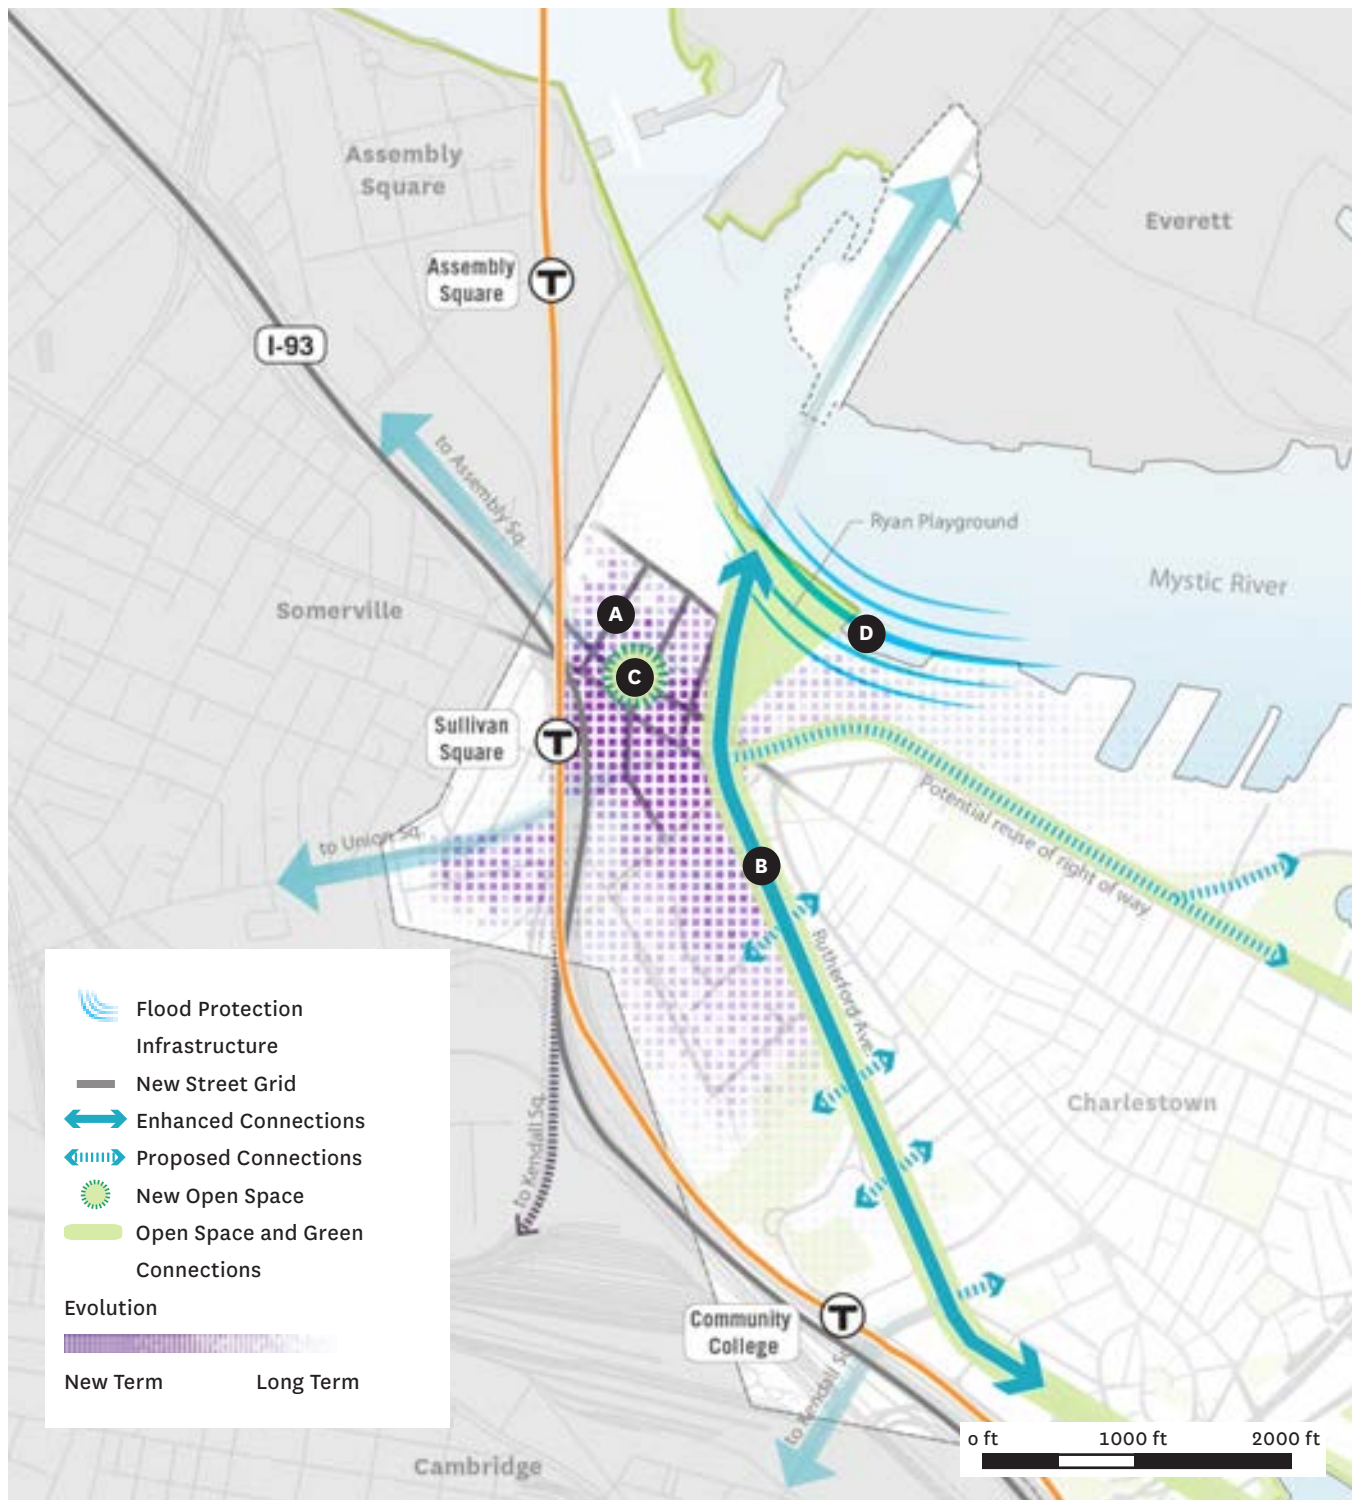 Assembly
Square
Everett
Assembly
Square
T
I-93
to Assembly Sq.
Ryan Playground
Mystic River
Somerville
A
D
C
Sullivan
Square
T
to Union Sq.
Potential reuse of right of way
B
Rutherford Ave.
Flood Protection
Infrastructure
New Street Grid
Enhanced Connections
Proposed Connections
New Open Space
Open Space and Green
Connections
Evolution
New Term
Long Term
to Kendall Sq.
Charlestown
Community
College
T
to Kendall Sq.
0 ft
1000 ft
2000 ft
Cambridge